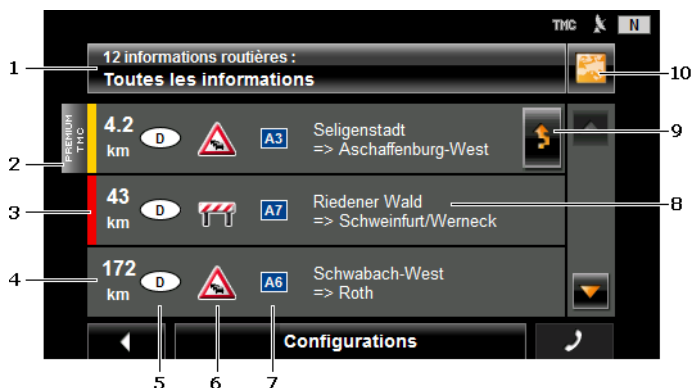 TMC N
12 informations routières :
Toutes les informations
1
10
PREMIUM
TMC
2
4.2
km
D
A3
Seligenstadt
=> Aschaffenburg-West
9
3
43
km
D
A7
Riedener Wald
=> Schweinfurt/Werneck
8
4
172
km
D
A6
Schwabach-West
=> Roth
Configurations
5 6 7